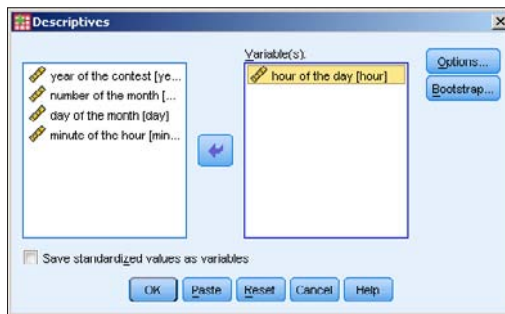 Descriptives
Variable(s):
year of the contest [ye...
number of the month [...
day of the month [day]
minute of the hour [min...
hour of the day [hour]
Options...
Bootstrap...
Save standardized values as variables
OK
Paste
Reset
Cancel
Help